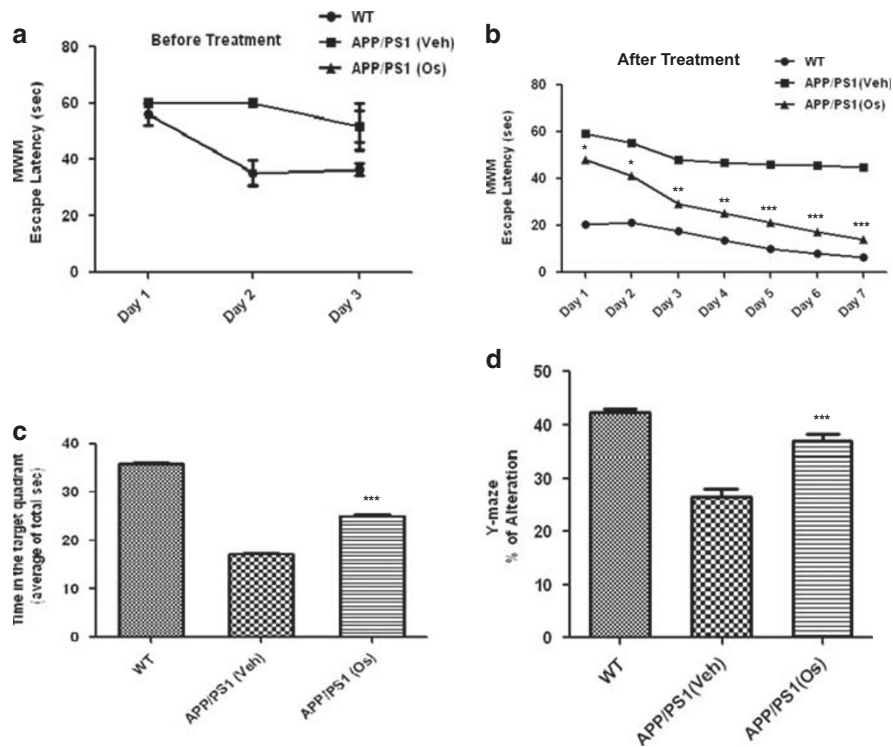 a
Before Treatment
WT
APP/PS1 (Veh)
APP/PS1 (Os)
80
60
40
20
0
MWM
Escape Latency (sec)
Day 1
Day 2
Day 3
b
After Treatment
WT
APP/PS1(Veh)
APP/PS1(Os)
80
60
40
20
0
MWM
Escape Latency (sec)
*
*
**
**
***
***
***
Day 1
Day 2
Day 3
Day 4
Day 5
Day 6
Day 7
c
40
30
20
10
0
Time in the target quadrant
(average of total sec)
***
WT
APP/PS1 (Veh)
APP/PS1 (Os)
d
50
40
30
20
10
0
Y-maze
% of Alteration
***
WT
APP/PS1(Veh)
APP/PS1(Os)